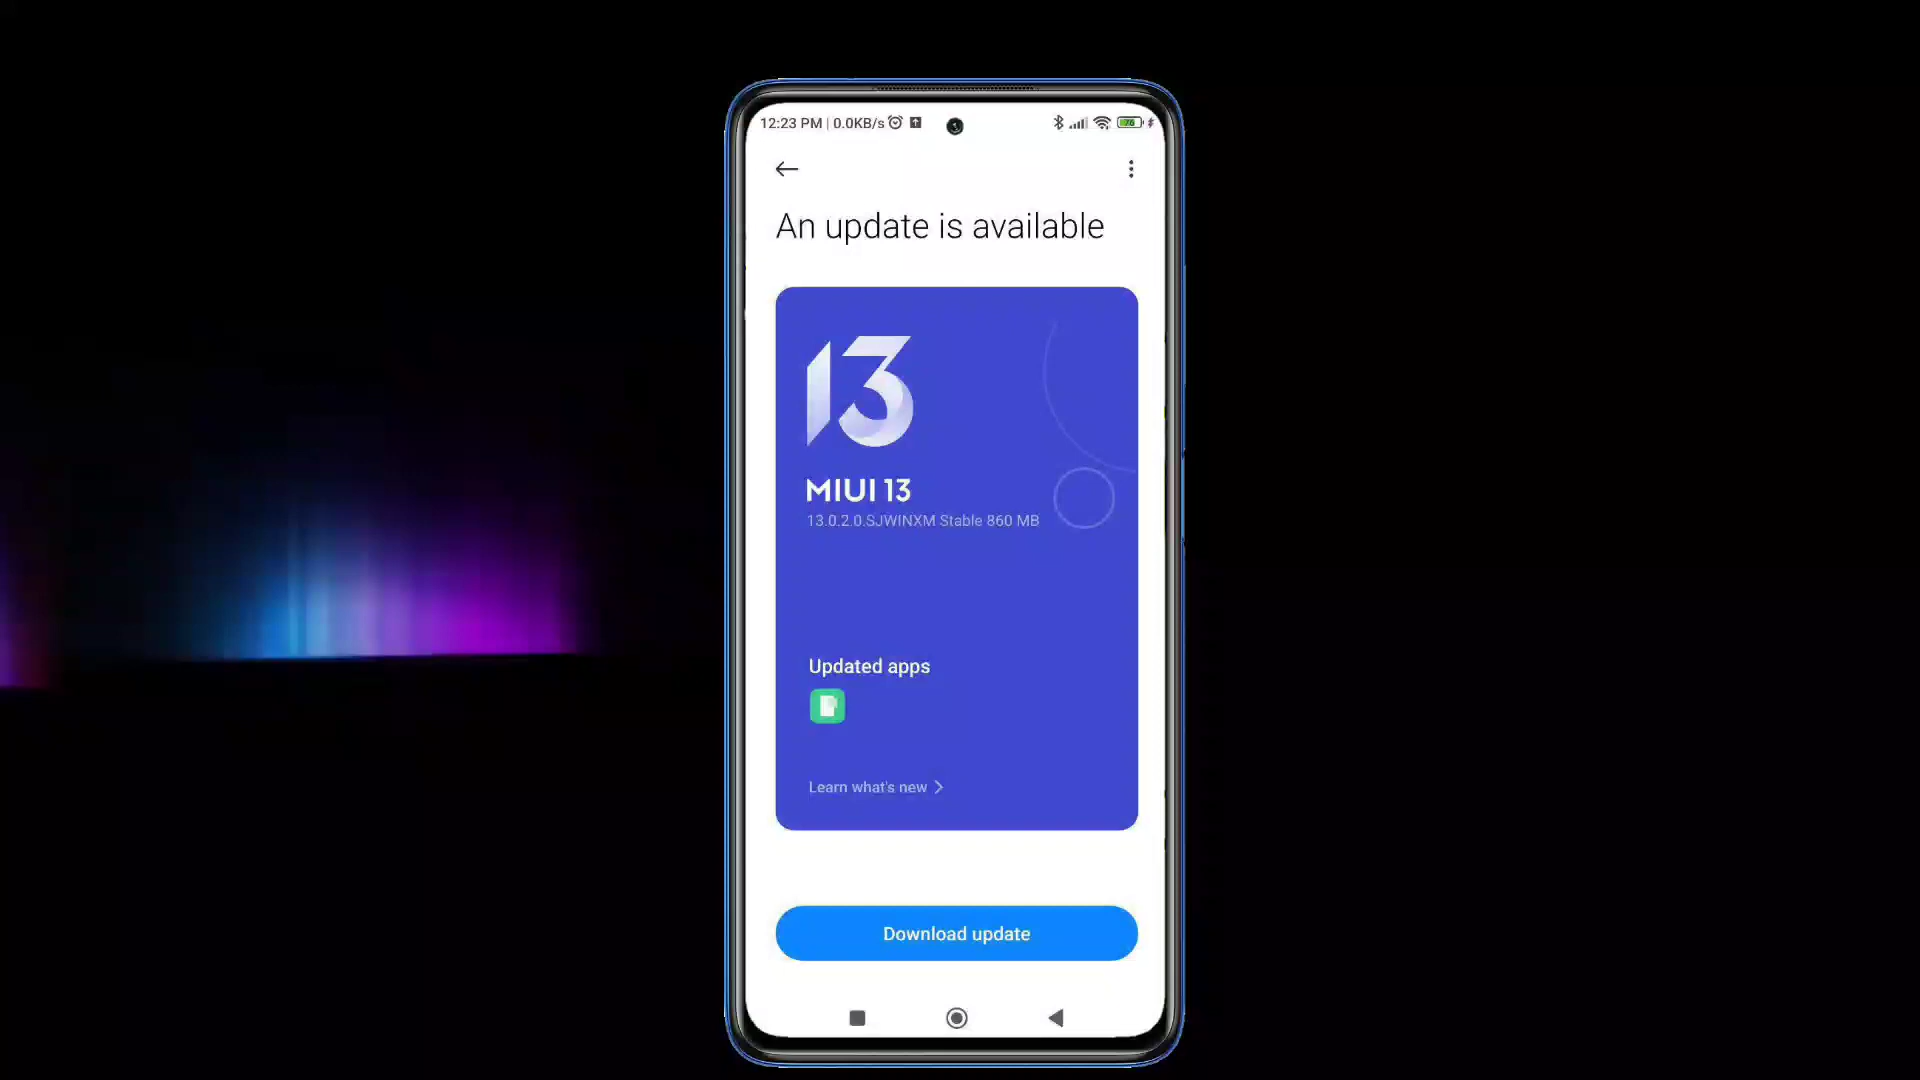 12:23 PM | 0.0KB/s 76
An update is available
13
MIUI 13
13.0.2.0.SJWINXM Stable 860 MB
Updated apps
Learn what's new
Download update